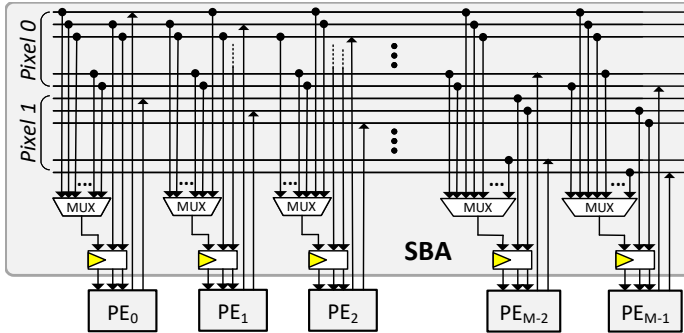 Pixel 0
Pixel 1
... ... ... ... ...
MUX MUX MUX MUX MUX
SBA
PE0 PE1 PE2 PEM-2 PEM-1